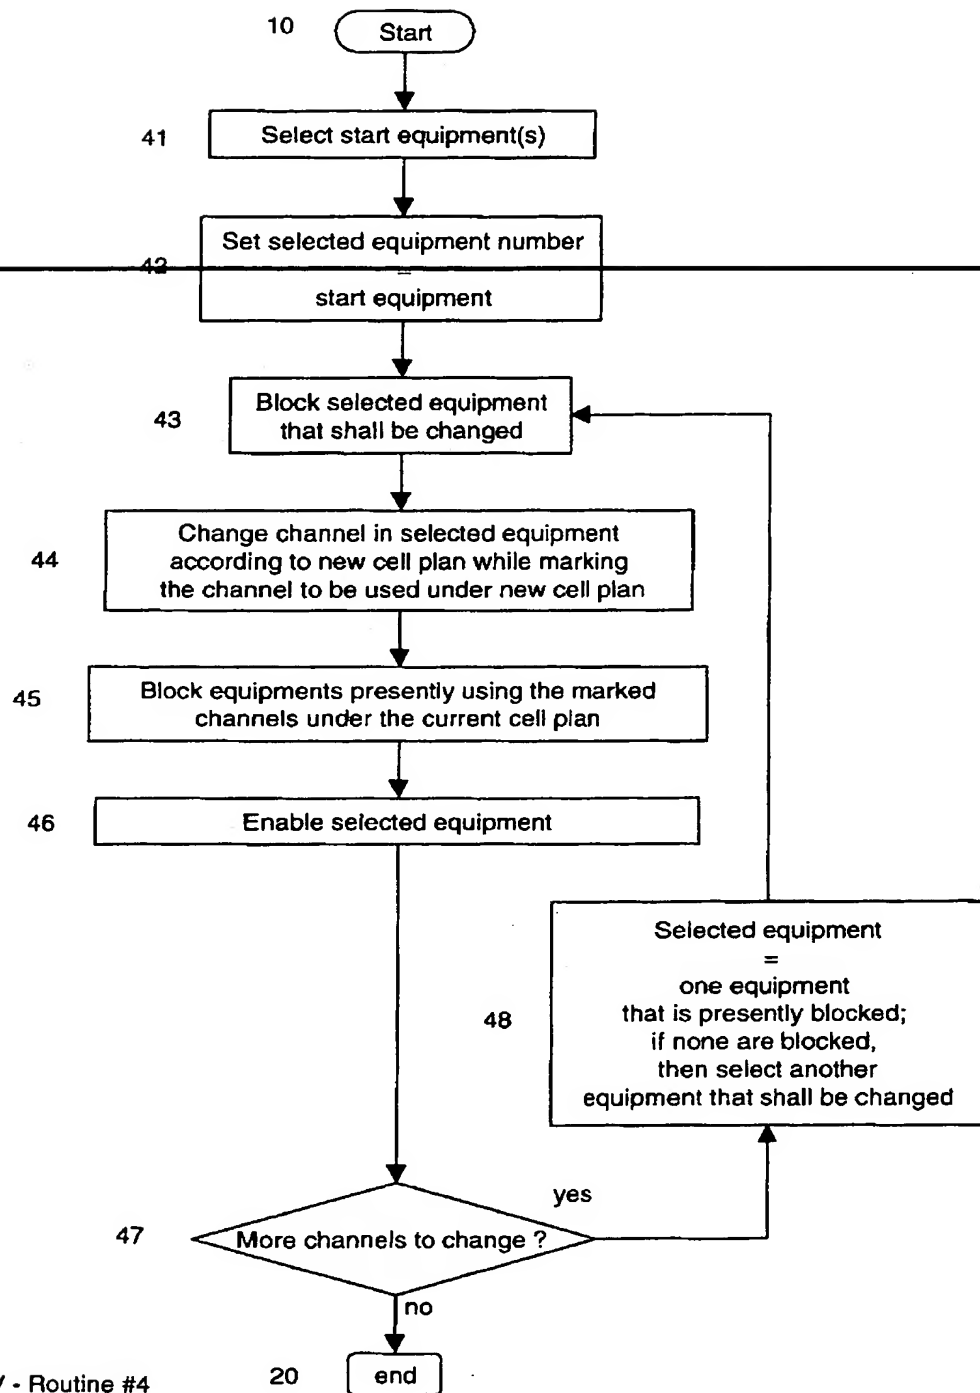 10
Start
41
Select start equipment(s)
42
Set selected equipment number
=
start equipment
43
Block selected equipment
that shall be changed
44
Change channel in selected equipment
according to new cell plan while marking
the channel to be used under new cell plan
45
Block equipments presently using the marked
channels under the current cell plan
46
Enable selected equipment
48
Selected equipment
=
one equipment
that is presently blocked;
if none are blocked,
then select another
equipment that shall be changed
47
More channels to change ?
yes
no
20
end
- Routine #4